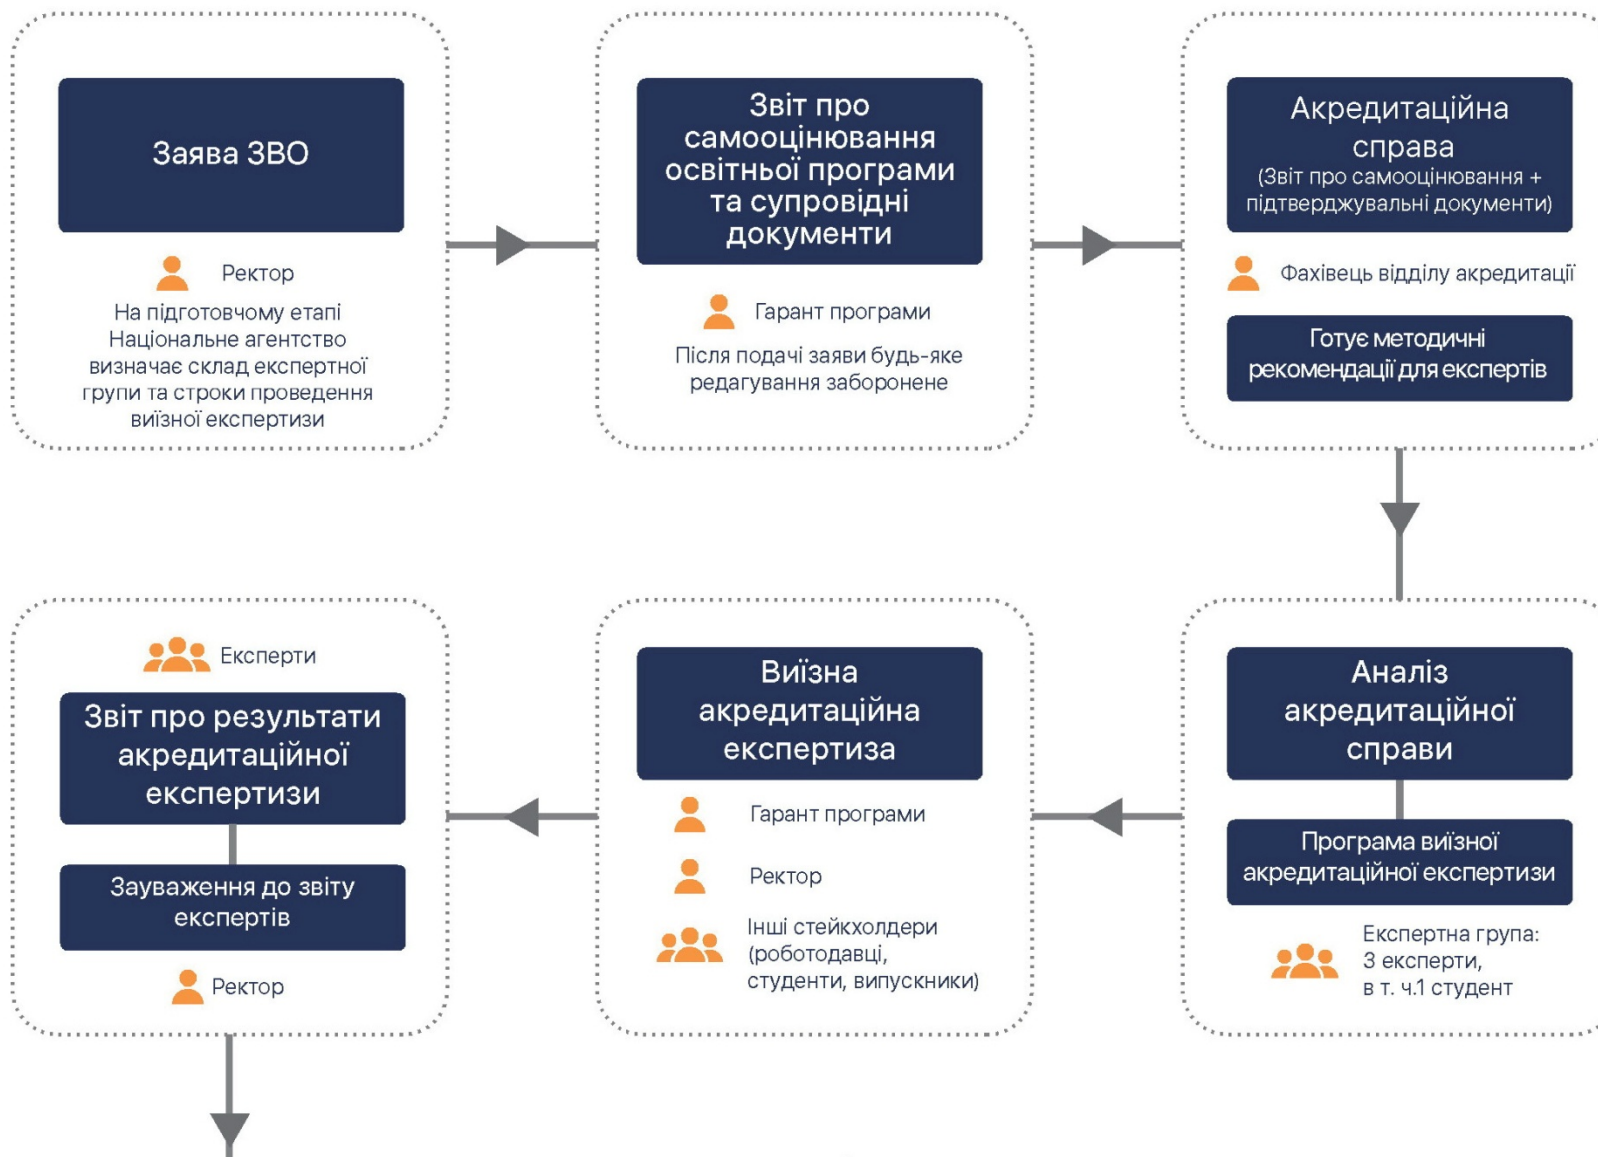 Заява ЗВО
Ректор
На підготовчому етапі
Національне агентство
визначає склад експертної
групи та строки проведення
виїзної експертизи
Звіт про
самооцінювання
освітньої програми
та супровідні
документи
Гарант програми
Після подачі заяви будь-яке
редагування заборонене
Акредитаційна
справа
(Звіт про самооцінювання +
підтверджувальні документи)
Фахівець відділу акредитації
Готує методичні
рекомендації для експертів
Аналіз
акредитаційної
справи
Програма виїзної
акредитаційної експертизи
Експертна група:
3 експерти,
в т. ч.1 студент
Виїзна
акредитаційна
експертиза
Гарант програми
Ректор
Інші стейкхолдери
(роботодавці,
студенти, випускники)
Експерти
Звіт про результати
акредитаційної
експертизи
Зауваження до звіту
експертів
Ректор